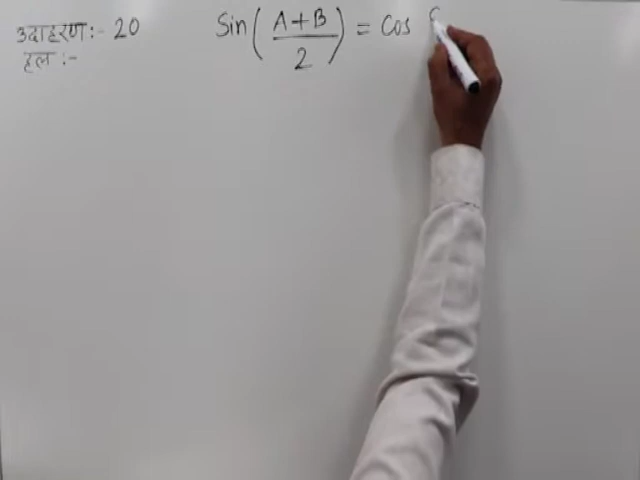 उदाहरण:- 20
हल:-
Sin(A+B/2) = Cos